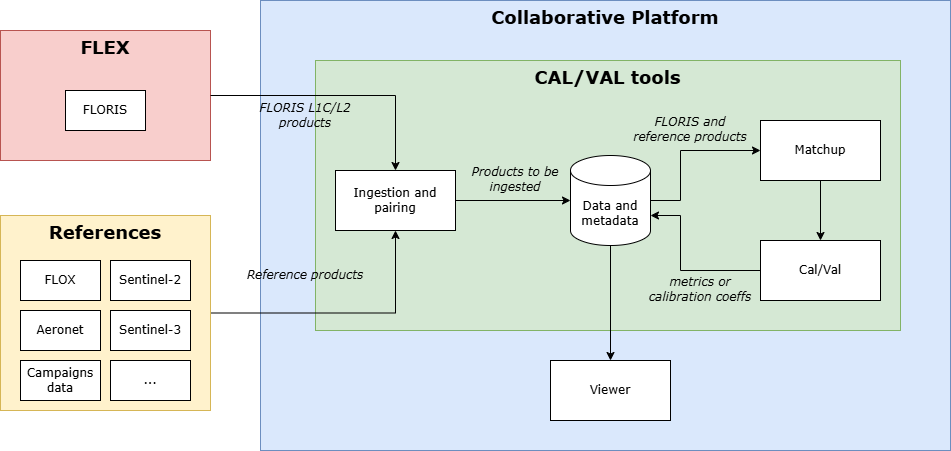 Collaborative Platform
FLEX
FLORIS
CAL/VAL tools
FLORIS L1C/L2
products
FLORIS and
reference products
Matchup
Products to be
ingested
Ingestion and
pairing
Data and
metadata
References
FLOX
Sentinel-2
Aeronet
Sentinel-3
Campaigns
data
...
Reference products
metrics or
calibration coeffs
Cal/Val
Viewer